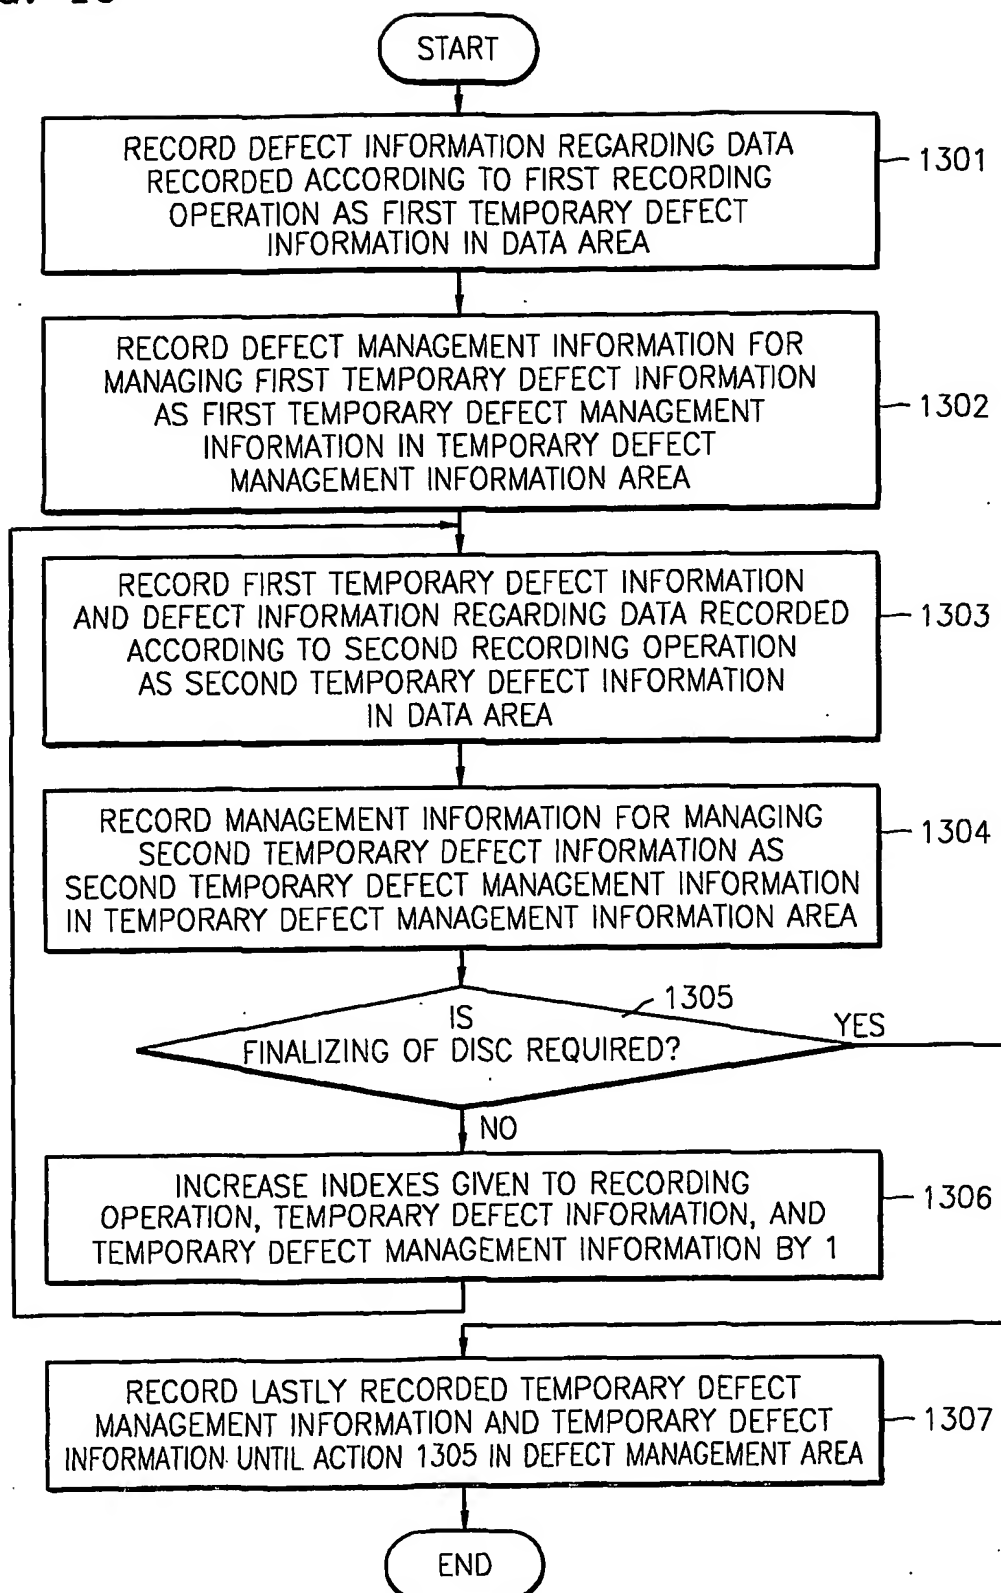 START
RECORD DEFECT INFORMATION REGARDING DATA
RECORDED ACCORDING TO FIRST RECORDING
OPERATION AS FIRST TEMPORARY DEFECT
INFORMATION IN DATA AREA
1301
RECORD DEFECT MANAGEMENT INFORMATION FOR
MANAGING FIRST TEMPORARY DEFECT INFORMATION
AS FIRST TEMPORARY DEFECT MANAGEMENT
INFORMATION IN TEMPORARY DEFECT
MANAGEMENT INFORMATION AREA
1302
RECORD FIRST TEMPORARY DEFECT INFORMATION
AND DEFECT INFORMATION REGARDING DATA RECORDED
ACCORDING TO SECOND RECORDING OPERATION
AS SECOND TEMPORARY DEFECT INFORMATION
IN DATA AREA
1303
RECORD MANAGEMENT INFORMATION FOR MANAGING
SECOND TEMPORARY DEFECT INFORMATION AS
SECOND TEMPORARY DEFECT MANAGEMENT INFORMATION
IN TEMPORARY DEFECT MANAGEMENT INFORMATION AREA
1304
IS
FINALIZING OF DISC REQUIRED?
1305
YES
NO
INCREASE INDEXES GIVEN TO RECORDING
OPERATION, TEMPORARY DEFECT INFORMATION, AND
TEMPORARY DEFECT MANAGEMENT INFORMATION BY 1
1306
RECORD LASTLY RECORDED TEMPORARY DEFECT
MANAGEMENT INFORMATION AND TEMPORARY DEFECT
INFORMATION UNTIL ACTION 1305 IN DEFECT MANAGEMENT AREA
1307
END